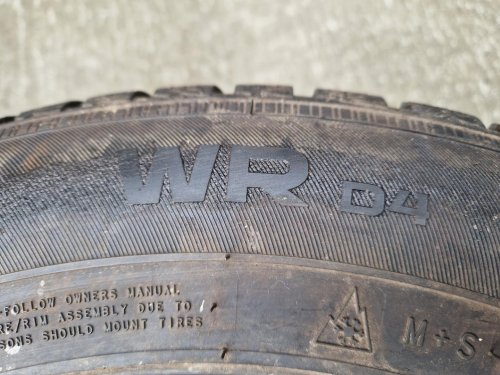 WR D4
-FOLLOW OWNERS MANUAL
RE/RIM ASSEMBLY DUE TO
SONS SHOULD MOUNT TIRES
M+S